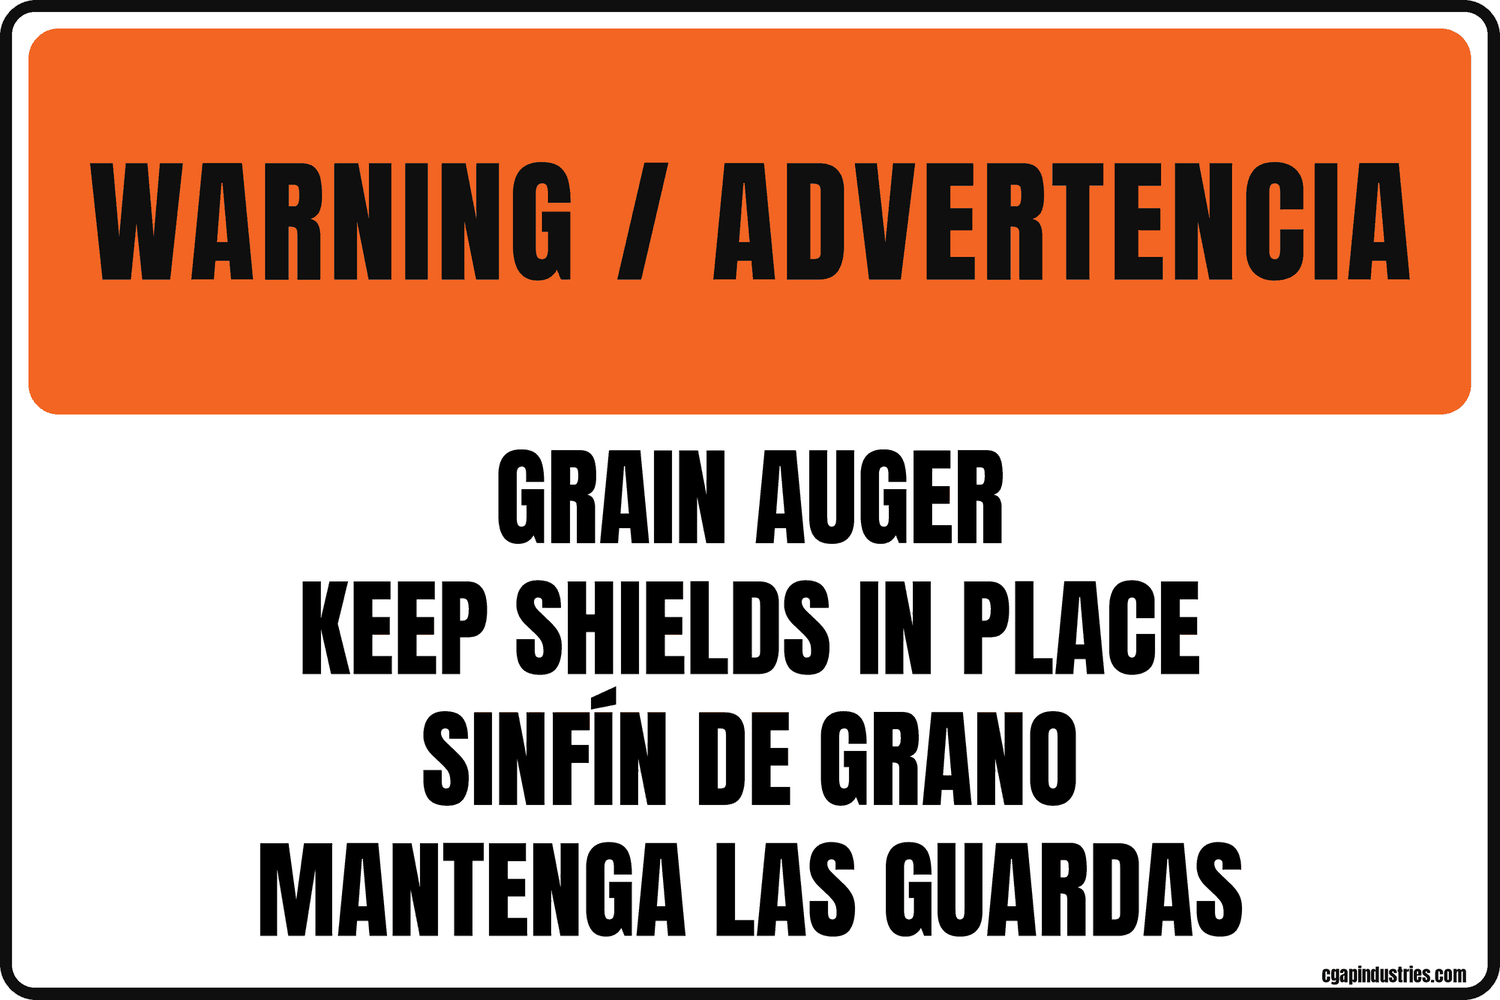 WARNING / ADVERTENCIA
GRAIN AUGER
KEEP SHIELDS IN PLACE
SINFÍN DE GRANO
MANTENGA LAS GUARDAS
cgapindustries.com